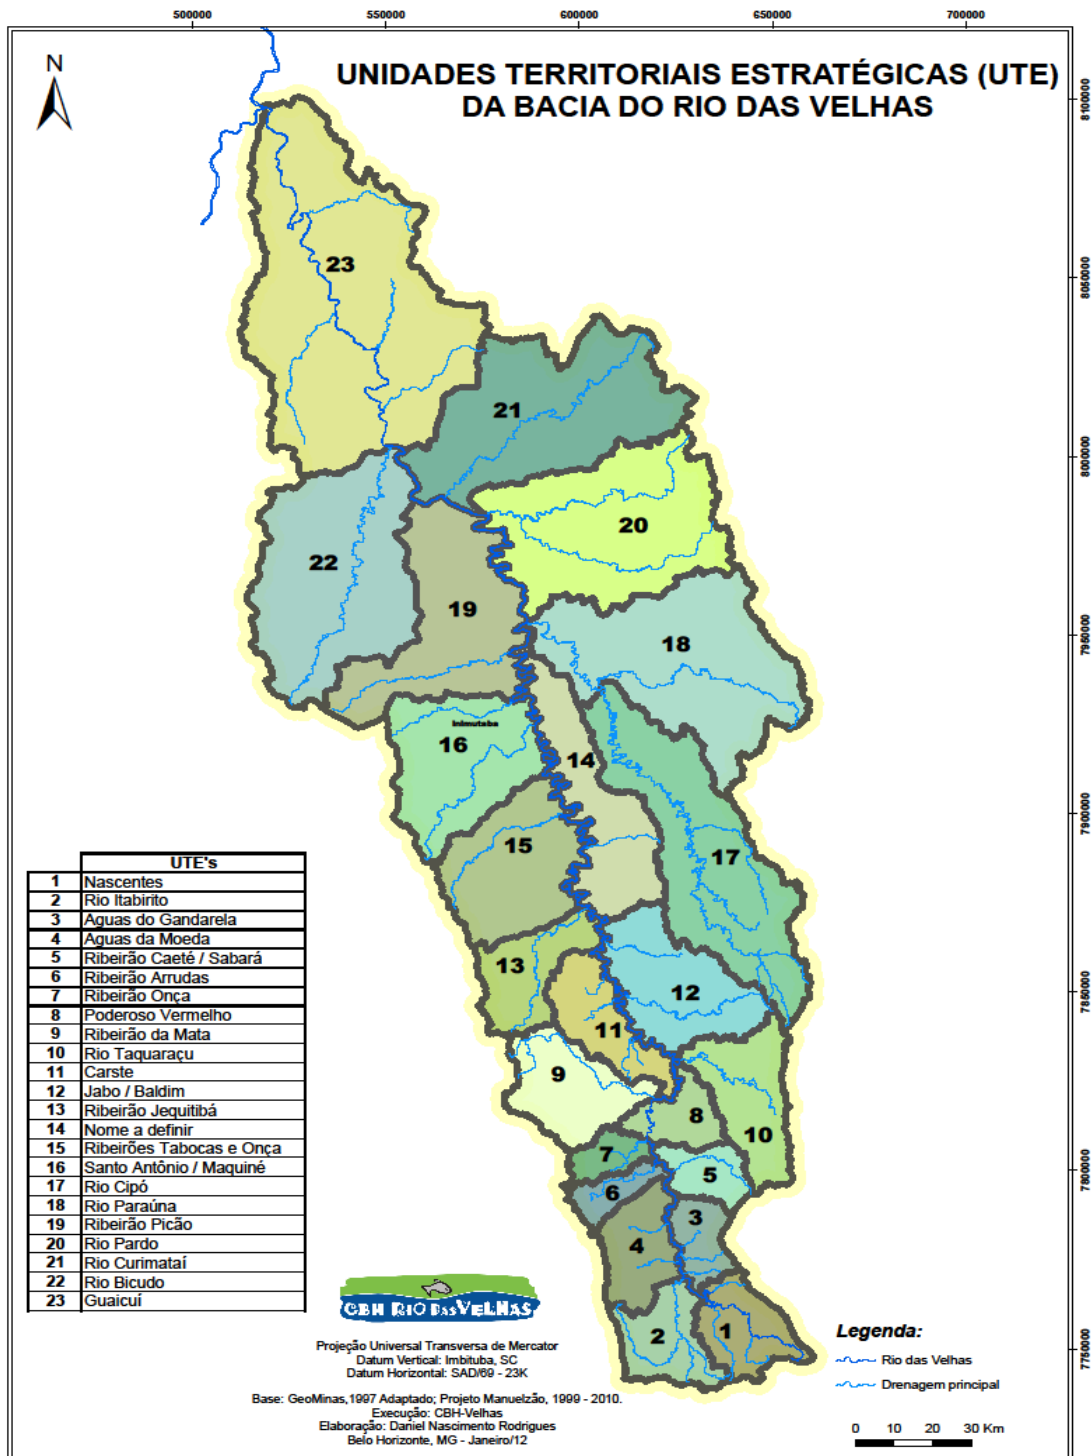 500000 550000 600000 650000 700000
N
UNIDADES TERRITORIAIS ESTRATÉGICAS (UTE)
DA BACIA DO RIO DAS VELHAS
8100000
8050000
8000000
7950000
7900000
7850000
7800000
7750000
23
21
20
22
19
18
Inimutaba
16
14
15
17
13
12
11
9
8
10
7
5
6
3
4
2
1
UTE's
1 Nascentes
2 Rio Itabirito
3 Aguas do Gandarela
4 Aguas da Moeda
5 Ribeirão Caeté / Sabará
6 Ribeirão Arrudas
7 Ribeirão Onça
8 Poderoso Vermelho
9 Ribeirão da Mata
10 Rio Taquaraçu
11 Carste
12 Jabo / Baldim
13 Ribeirão Jequitibá
14 Nome a definir
15 Ribeirões Tabocas e Onça
16 Santo Antônio / Maquiné
17 Rio Cipó
18 Rio Paraúna
19 Ribeirão Picão
20 Rio Pardo
21 Rio Curimataí
22 Rio Bicudo
23 Guaicuí
CBH RIO DAS VELHAS
Projeção Universal Transversa de Mercator
Datum Vertical: Imbituba, SC
Datum Horizontal: SAD/69 - 23K
Base: GeoMinas,1997 Adaptado; Projeto Manuelzão, 1999 - 2010.
Execução: CBH-Velhas
Elaboração: Daniel Nascimento Rodrigues
Belo Horizonte, MG - Janeiro/12
Legenda:
Rio das Velhas
Drenagem principal
0 10 20 30 Km